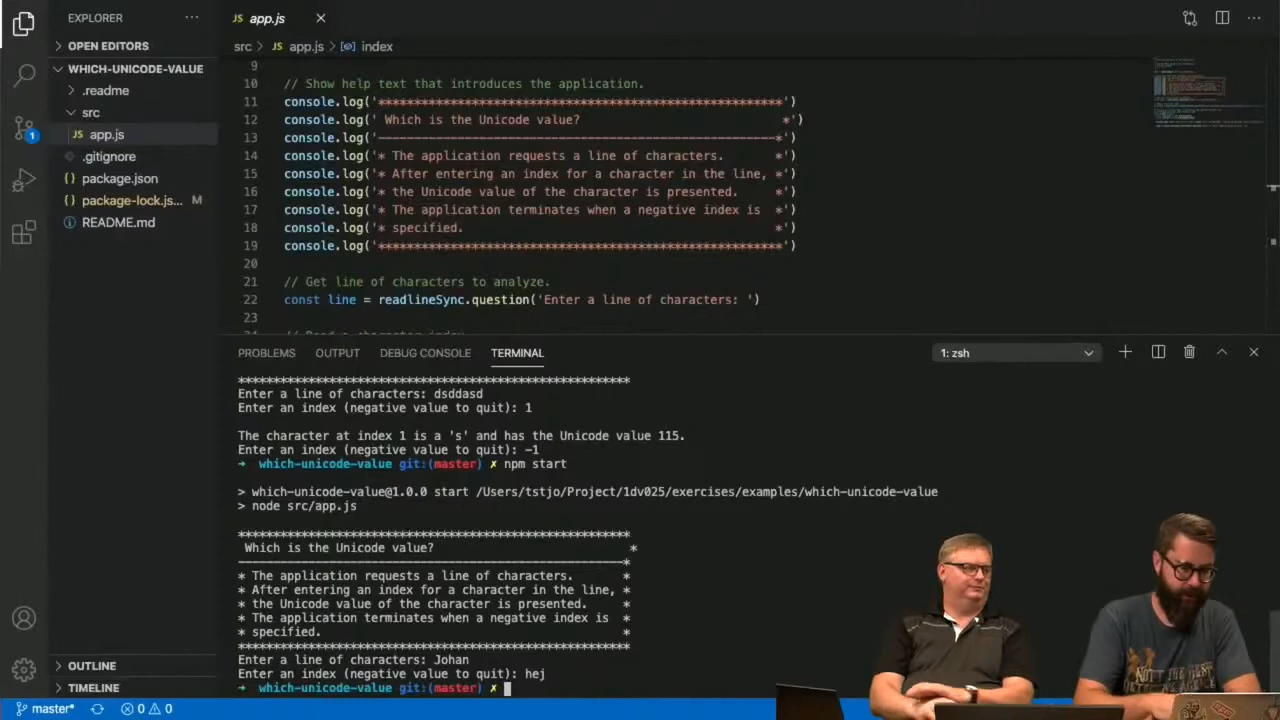 EXPLORER ···
app.js
OPEN EDITORS
src > JS app.js > index
WHICH-UNICODE-VALUE
.readme
src
JS app.js
.gitignore
{} package.json
{} package-lock.js... M
README.md
1
9
10 // Show help text that introduces the application.
11 console.log('********************************************************')
12 console.log(' Which is the Unicode value? *')
13 console.log('-------------------------------------------------------*')
14 console.log('* The application requests a line of characters. *')
15 console.log('* After entering an index for a character in the line, *')
16 console.log('* the Unicode value of the character is presented. *')
17 console.log('* The application terminates when a negative index is *')
18 console.log('* specified. *')
19 console.log('********************************************************')
20
21 // Get line of characters to analyze.
22 const line = readlineSync.question('Enter a line of characters: ')
23
PROBLEMS OUTPUT DEBUG CONSOLE TERMINAL 1: zsh
********************************************************
Enter a line of characters: dsddasd
Enter an index (negative value to quit): 1
The character at index 1 is a 's' and has the Unicode value 115.
Enter an index (negative value to quit): -1
➜ which-unicode-value git:(master) ✗ npm start
> which-unicode-value@1.0.0 start /Users/tstjo/Project/1dv025/exercises/examples/which-unicode-value
> node src/app.js
********************************************************
Which is the Unicode value? *
-------------------------------------------------------*
* The application requests a line of characters. *
* After entering an index for a character in the line, *
* the Unicode value of the character is presented. *
* The application terminates when a negative index is *
* specified. *
********************************************************
Enter a line of characters: Johan
Enter an index (negative value to quit): hej
➜ which-unicode-value git:(master) ✗
OUTLINE
TIMELINE
master* 0 0